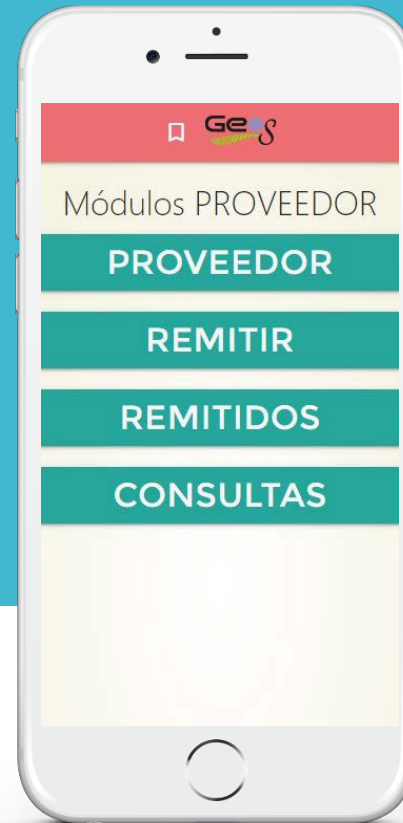 GeoS
Módulos PROVEEDOR
PROVEEDOR
REMITIR
REMITIDOS
CONSULTAS